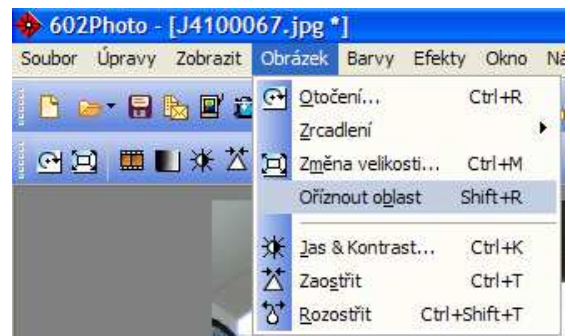 602Photo - [J4100067.jpg *]
Soubor Úpravy Zobrazit Obrázek Barvy Efekty Okno
Otočení... Ctrl+R
Zrcadlení
Změna velikosti... Ctrl+M
Oříznout oblast Shift+R
Jas & Kontrast... Ctrl+K
Zaostřit Ctrl+T
Rozostřit Ctrl+Shift+T